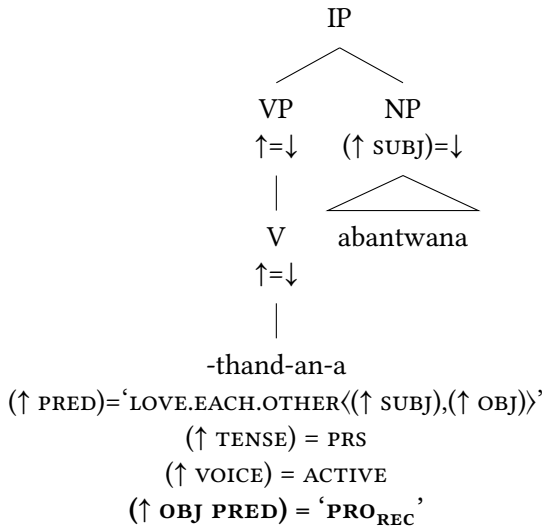 IP
VP NP
↑=↓ (↑ SUBJ)=↓
V abantwana
↑=↓
-thand-an-a
(↑ PRED)=‘LOVE.EACH.OTHER⟨(↑ SUBJ),(↑ OBJ)⟩’
(↑ TENSE) = PRS
(↑ VOICE) = ACTIVE
(↑ OBJ PRED) = ‘PRO_REC’